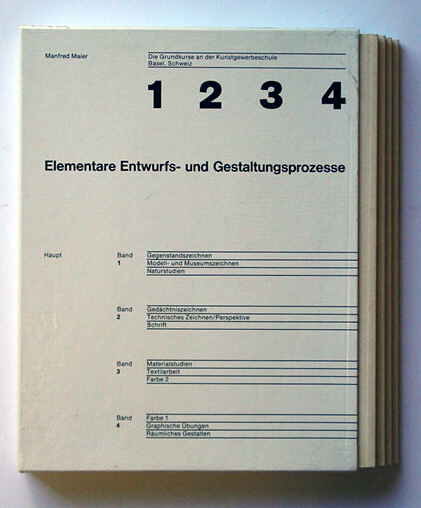 Manfred Maier
Die Grundkurse an der Kunstgewerbeschule
Basel, Schweiz
1 2 3 4
Elementare Entwurfs- und Gestaltungsprozesse
Haupt
Band
1
Gegenstandszeichnen
Modell- und Museumszeichnen
Naturstudien
Band
2
Gedächtniszeichnen
Technisches Zeichnen/Perspektive
Schrift
Band
3
Materialstudien
Textilarbeit
Farbe 2
Band
4
Farbe 1
Graphische Übungen
Räumliches Gestalten